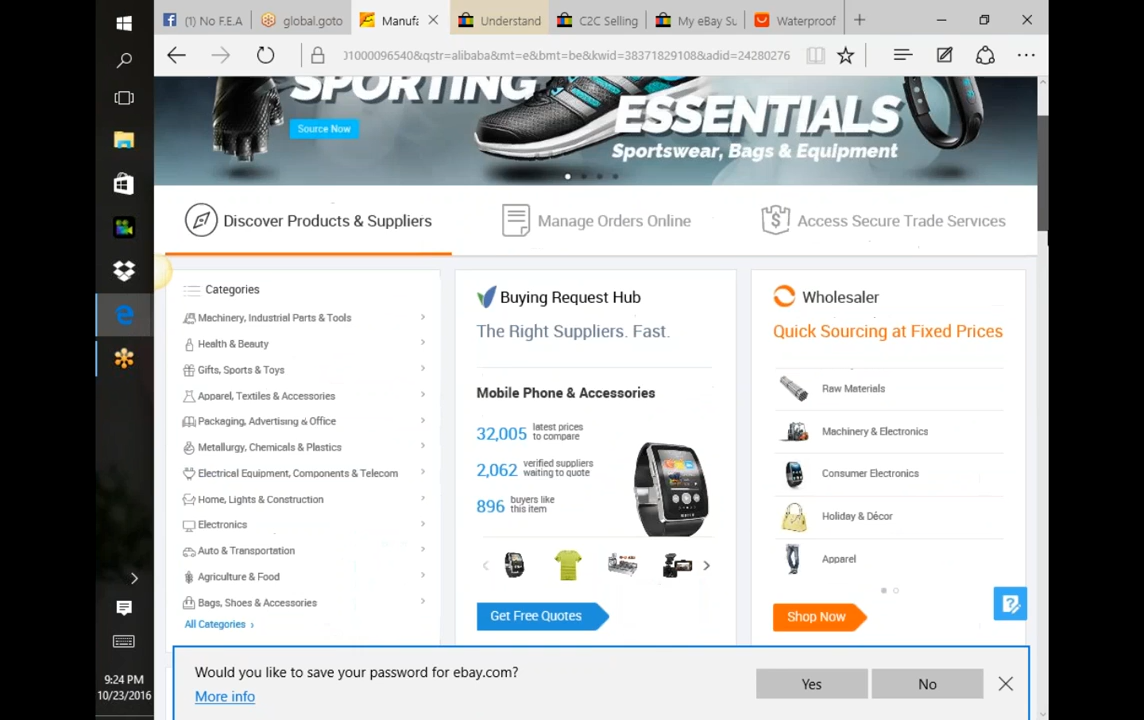 (1) No F.E.A
global.goto
Manufa
Understand
C2C Selling
My eBay Su
Waterproof
01000096540&qstr=alibaba&mt=e&bmt=be&kwid=38371829108&adid=24280276
SPORTING
ESSENTIALS
Source Now
Sportswear, Bags & Equipment
Discover Products & Suppliers
Manage Orders Online
Access Secure Trade Services
Categories
Machinery, Industrial Parts & Tools
Health & Beauty
Gifts, Sports & Toys
Apparel, Textiles & Accessories
Packaging, Advertising & Office
Metallurgy, Chemicals & Plastics
Electrical Equipment, Components & Telecom
Home, Lights & Construction
Electronics
Auto & Transportation
Agriculture & Food
Bags, Shoes & Accessories
All Categories
Buying Request Hub
The Right Suppliers. Fast.
Mobile Phone & Accessories
32,005 latest prices
to compare
2,062 verified suppliers
waiting to quote
896 buyers like
this item
Get Free Quotes
Wholesaler
Quick Sourcing at Fixed Prices
Raw Materials
Machinery & Electronics
Consumer Electronics
Holiday & Décor
Apparel
Shop Now
Would you like to save your password for ebay.com?
More info
Yes
No
9:24 PM
10/23/2016